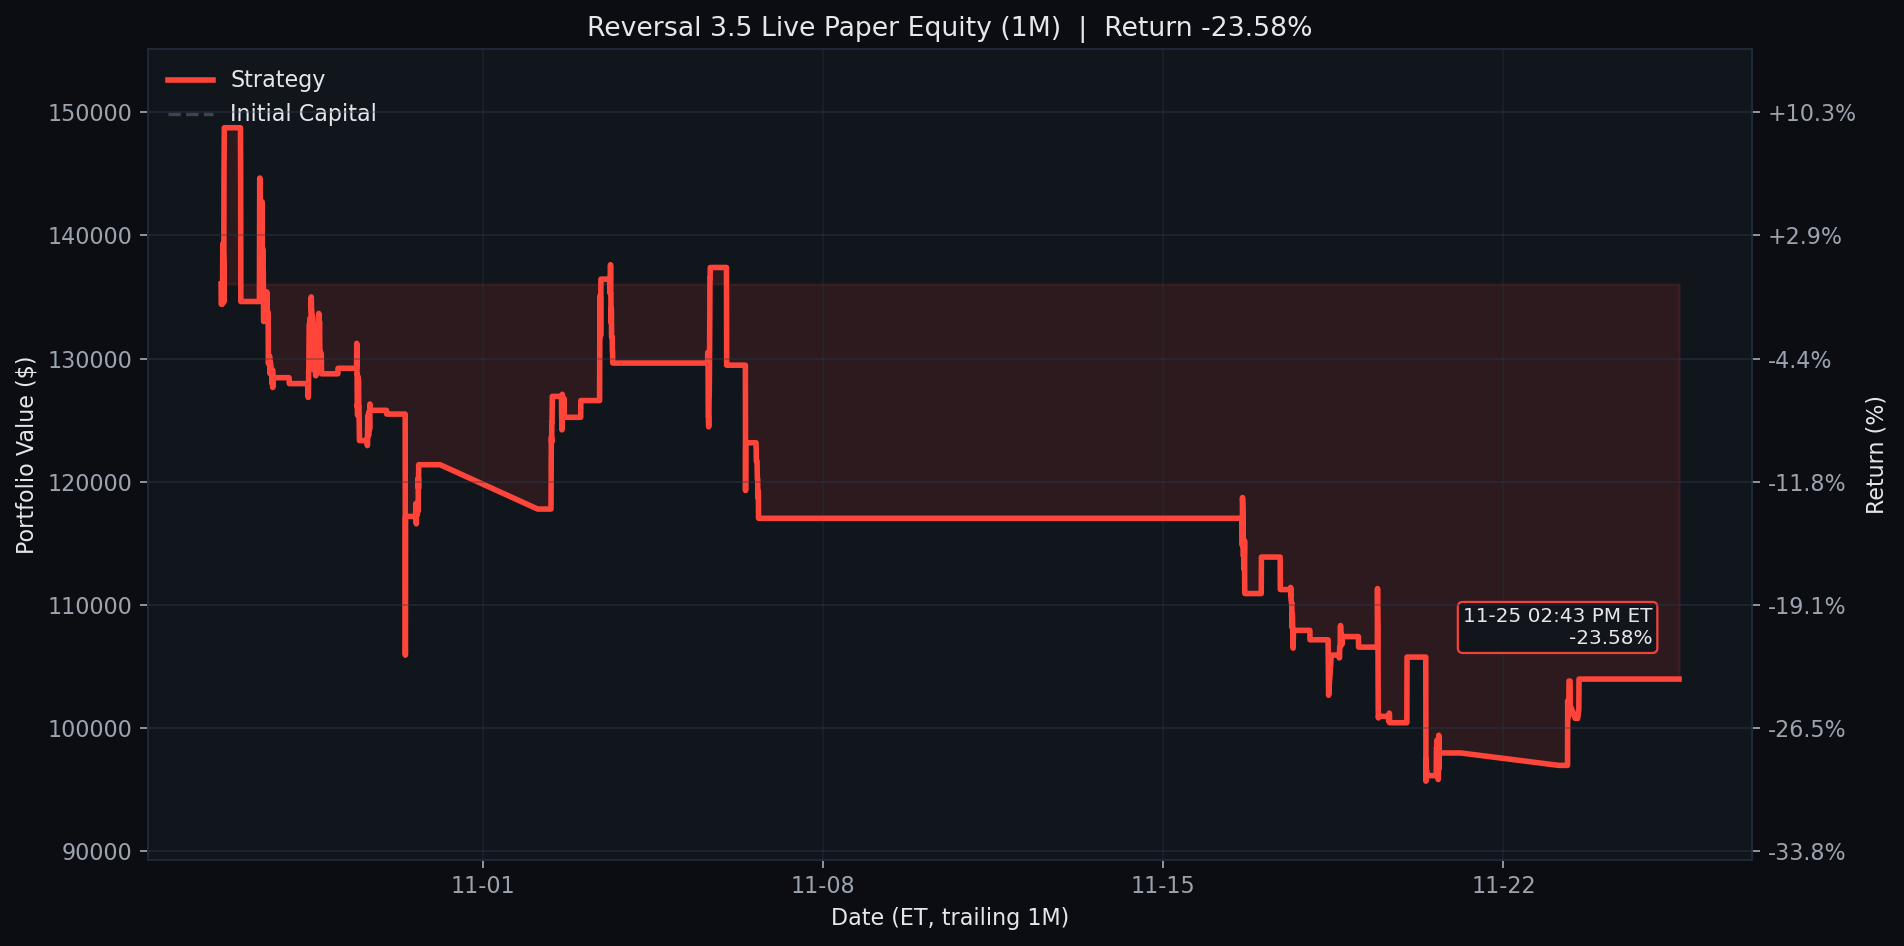 Reversal 3.5 Live Paper Equity (1M) | Return -23.58%
Strategy
Initial Capital
150000
140000
130000
120000
110000
100000
90000
Portfolio Value ($)
+10.3%
+2.9%
-4.4%
-11.8%
-19.1%
-26.5%
-33.8%
Return (%)
11-25 02:43 PM ET
-23.58%
11-01
11-08
11-15
11-22
Date (ET, trailing 1M)